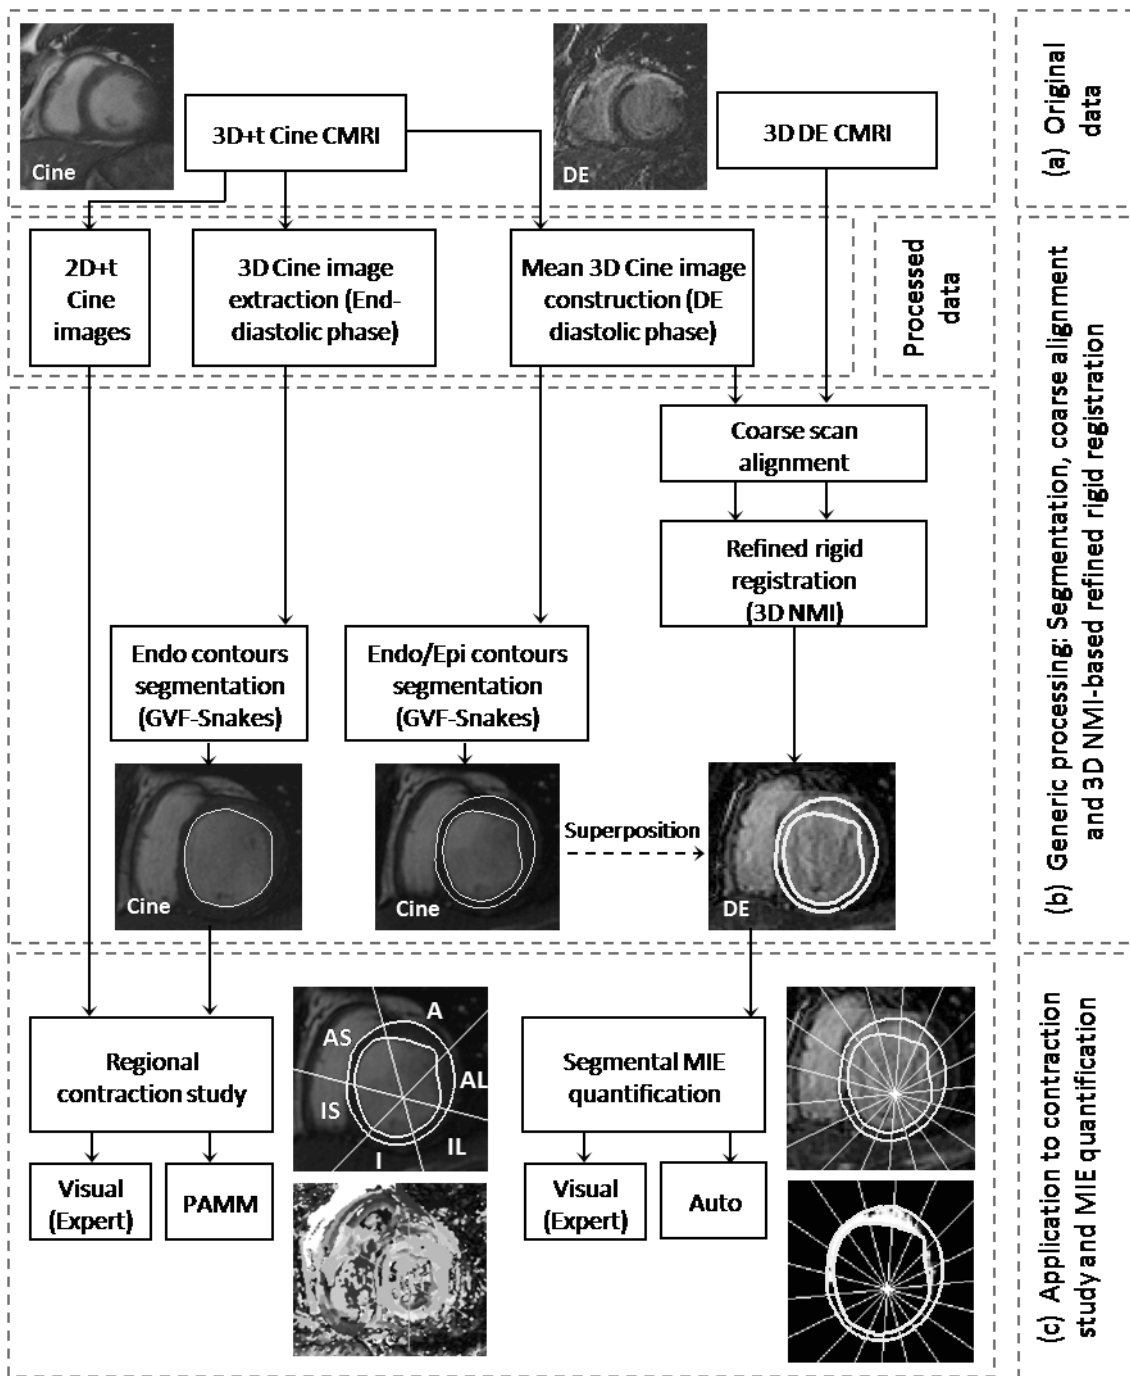 Cine
3D+t Cine CMRI
DE
3D DE CMRI
(a) Original
data
2D+t
Cine
images
3D Cine image
extraction (End-
diastolic phase)
Mean 3D Cine image
construction (DE
diastolic phase)
Processed
data
Coarse scan
alignment
Refined rigid
registration
(3D NMI)
Endo contours
segmentation
(GVF-Snakes)
Endo/Epi contours
segmentation
(GVF-Snakes)
Cine
Cine
Superposition
DE
(b) Generic processing: Segmentation, coarse alignment
and 3D NMI-based refined rigid registration
Regional
contraction study
Visual
(Expert)
PAMM
A
AS
AL
IS
IL
I
Segmental MIE
quantification
Visual
(Expert)
Auto
(c) Application to contraction
study and MIE quantification